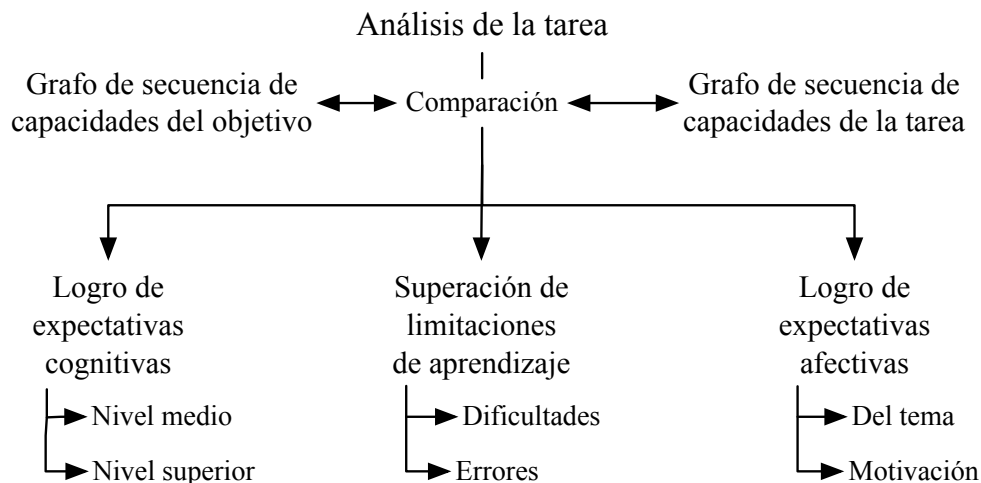 Análisis de la tarea
Grafo de secuencia de
capacidades del objetivo
Comparación
Grafo de secuencia de
capacidades de la tarea
Logro de
expectativas
cognitivas
Nivel medio
Nivel superior
Superación de
limitaciones
de aprendizaje
Dificultades
Errores
Logro de
expectativas
afectivas
Del tema
Motivación